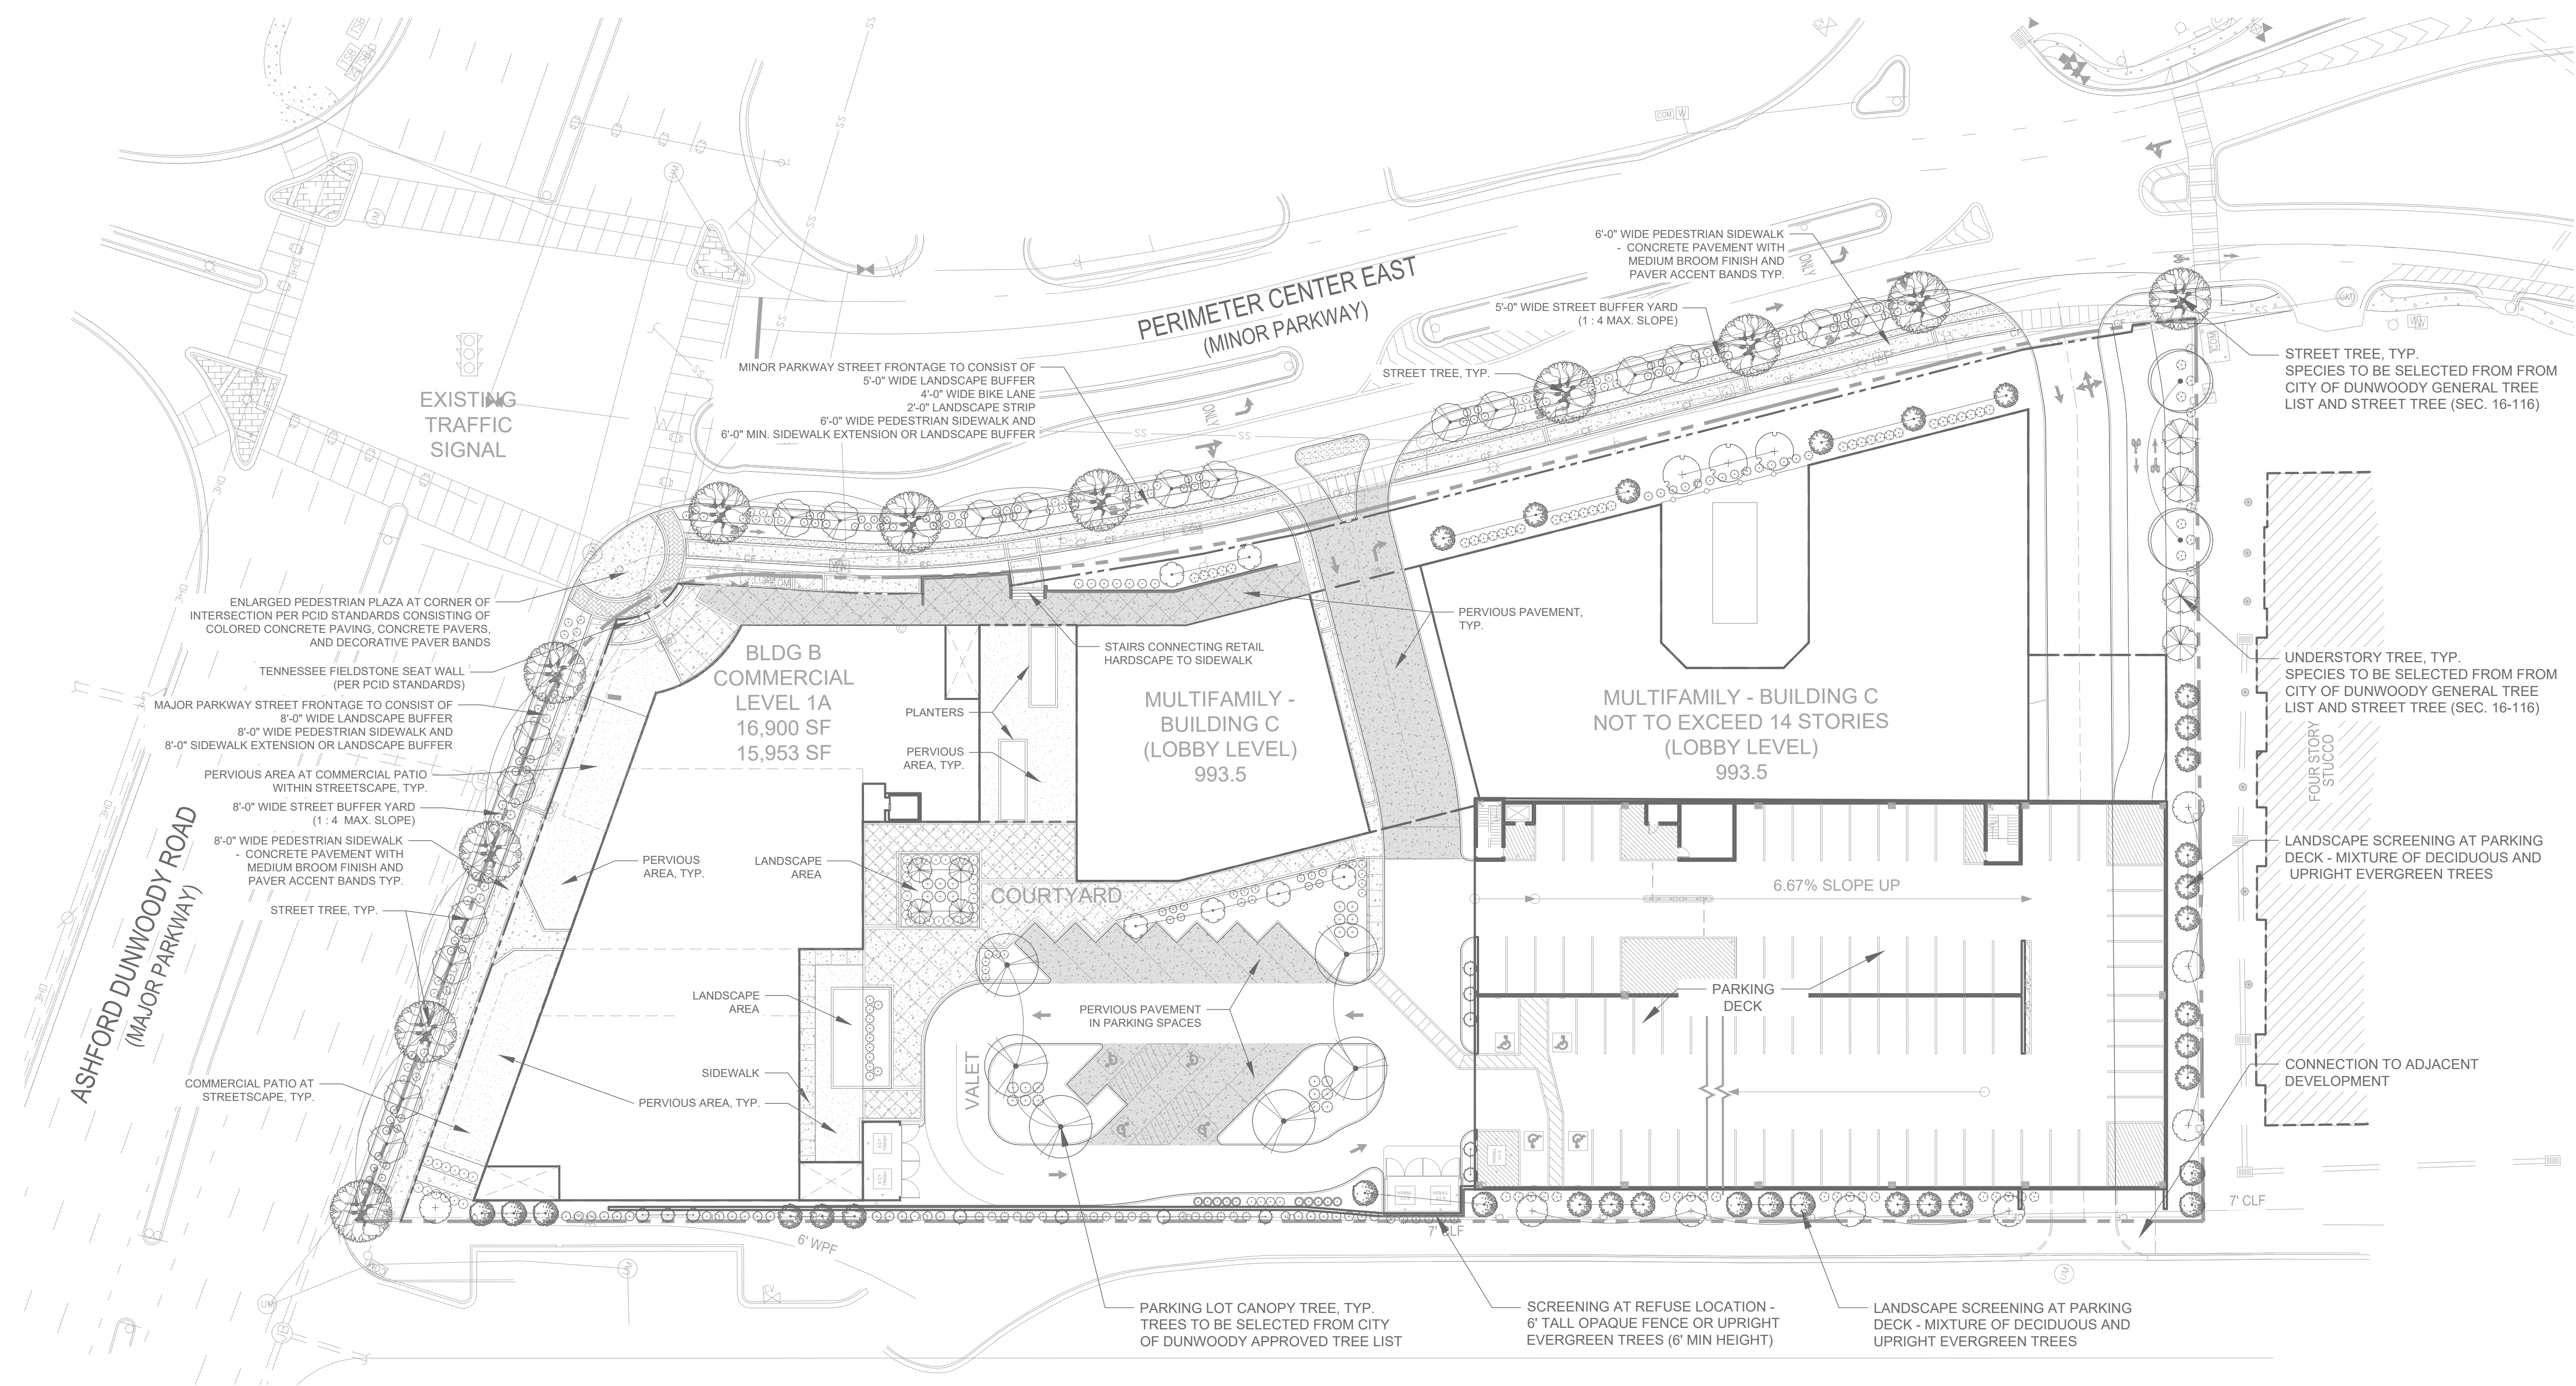 PERIMETER CENTER EAST
(MINOR PARKWAY)
6'-0" WIDE PEDESTRIAN SIDEWALK
- CONCRETE PAVEMENT WITH
MEDIUM BROOM FINISH AND
PAVER ACCENT BANDS TYP.
5'-0" WIDE STREET BUFFER YARD
(1 : 4 MAX. SLOPE)
STREET TREE, TYP.
ONLY
ONLY
MINOR PARKWAY STREET FRONTAGE TO CONSIST OF
5'-0" WIDE LANDSCAPE BUFFER
4'-0" WIDE BIKE LANE
2'-0" LANDSCAPE STRIP
6'-0" WIDE PEDESTRIAN SIDEWALK AND
6'-0" MIN. SIDEWALK EXTENSION OR LANDSCAPE BUFFER
EXISTING
TRAFFIC
SIGNAL
STREET TREE, TYP.
SPECIES TO BE SELECTED FROM FROM
CITY OF DUNWOODY GENERAL TREE
LIST AND STREET TREE (SEC. 16-116)
ENLARGED PEDESTRIAN PLAZA AT CORNER OF
INTERSECTION PER PCID STANDARDS CONSISTING OF
COLORED CONCRETE PAVING, CONCRETE PAVERS,
AND DECORATIVE PAVER BANDS
TENNESSEE FIELDSTONE SEAT WALL
(PER PCID STANDARDS)
MAJOR PARKWAY STREET FRONTAGE TO CONSIST OF
8'-0" WIDE LANDSCAPE BUFFER
8'-0" WIDE PEDESTRIAN SIDEWALK AND
8'-0" SIDEWALK EXTENSION OR LANDSCAPE BUFFER
PERVIOUS AREA AT COMMERCIAL PATIO
WITHIN STREETSCAPE, TYP.
8'-0" WIDE STREET BUFFER YARD
(1 : 4 MAX. SLOPE)
8'-0" WIDE PEDESTRIAN SIDEWALK
- CONCRETE PAVEMENT WITH
MEDIUM BROOM FINISH AND
PAVER ACCENT BANDS TYP.
STREET TREE, TYP.
ASHFORD DUNWOODY ROAD
(MAJOR PARKWAY)
COMMERCIAL PATIO AT
STREETSCAPE, TYP.
BLDG B
COMMERCIAL
LEVEL 1A
16,900 SF
15,953 SF
STAIRS CONNECTING RETAIL
HARDSCAPE TO SIDEWALK
PERVIOUS PAVEMENT,
TYP.
PLANTERS
PERVIOUS
AREA, TYP.
MULTIFAMILY -
BUILDING C
(LOBBY LEVEL)
993.5
MULTIFAMILY - BUILDING C
NOT TO EXCEED 14 STORIES
(LOBBY LEVEL)
993.5
UNDERSTORY TREE, TYP.
SPECIES TO BE SELECTED FROM FROM
CITY OF DUNWOODY GENERAL TREE
LIST AND STREET TREE (SEC. 16-116)
FOUR STORY
STUCCO
PERVIOUS
AREA, TYP.
LANDSCAPE
AREA
COURTYARD
6.67% SLOPE UP
LANDSCAPE SCREENING AT PARKING
DECK - MIXTURE OF DECIDUOUS AND
UPRIGHT EVERGREEN TREES
LANDSCAPE
AREA
PERVIOUS PAVEMENT
IN PARKING SPACES
PARKING
DECK
VALET
SIDEWALK
PERVIOUS AREA, TYP.
CONNECTION TO ADJACENT
DEVELOPMENT
7' CLF
7' CLF
6' WPF
PARKING LOT CANOPY TREE, TYP.
TREES TO BE SELECTED FROM CITY
OF DUNWOODY APPROVED TREE LIST
SCREENING AT REFUSE LOCATION -
6' TALL OPAQUE FENCE OR UPRIGHT
EVERGREEN TREES (6' MIN HEIGHT)
LANDSCAPE SCREENING AT PARKING
DECK - MIXTURE OF DECIDUOUS AND
UPRIGHT EVERGREEN TREES